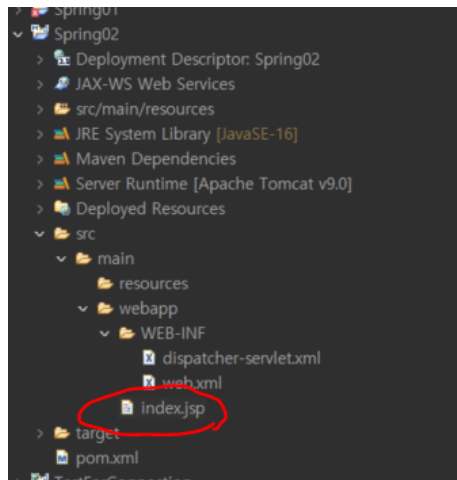 Spring01
Spring02
Deployment Descriptor: Spring02
JAX-WS Web Services
src/main/resources
JRE System Library [JavaSE-16]
Maven Dependencies
Server Runtime [Apache Tomcat v9.0]
Deployed Resources
src
main
resources
webapp
WEB-INF
dispatcher-servlet.xml
web.xml
index.jsp
target
pom.xml
TestForConnection